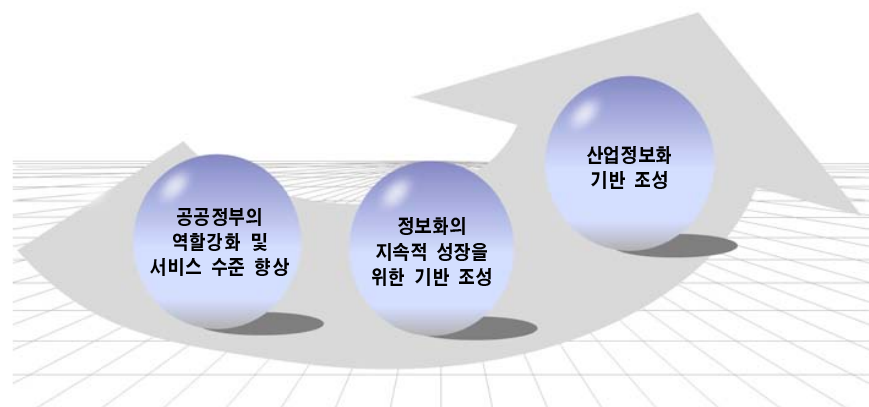 공공정부의
역할강화 및
서비스 수준 향상
정보화의
지속적 성장을
위한 기반 조성
산업정보화
기반 조성